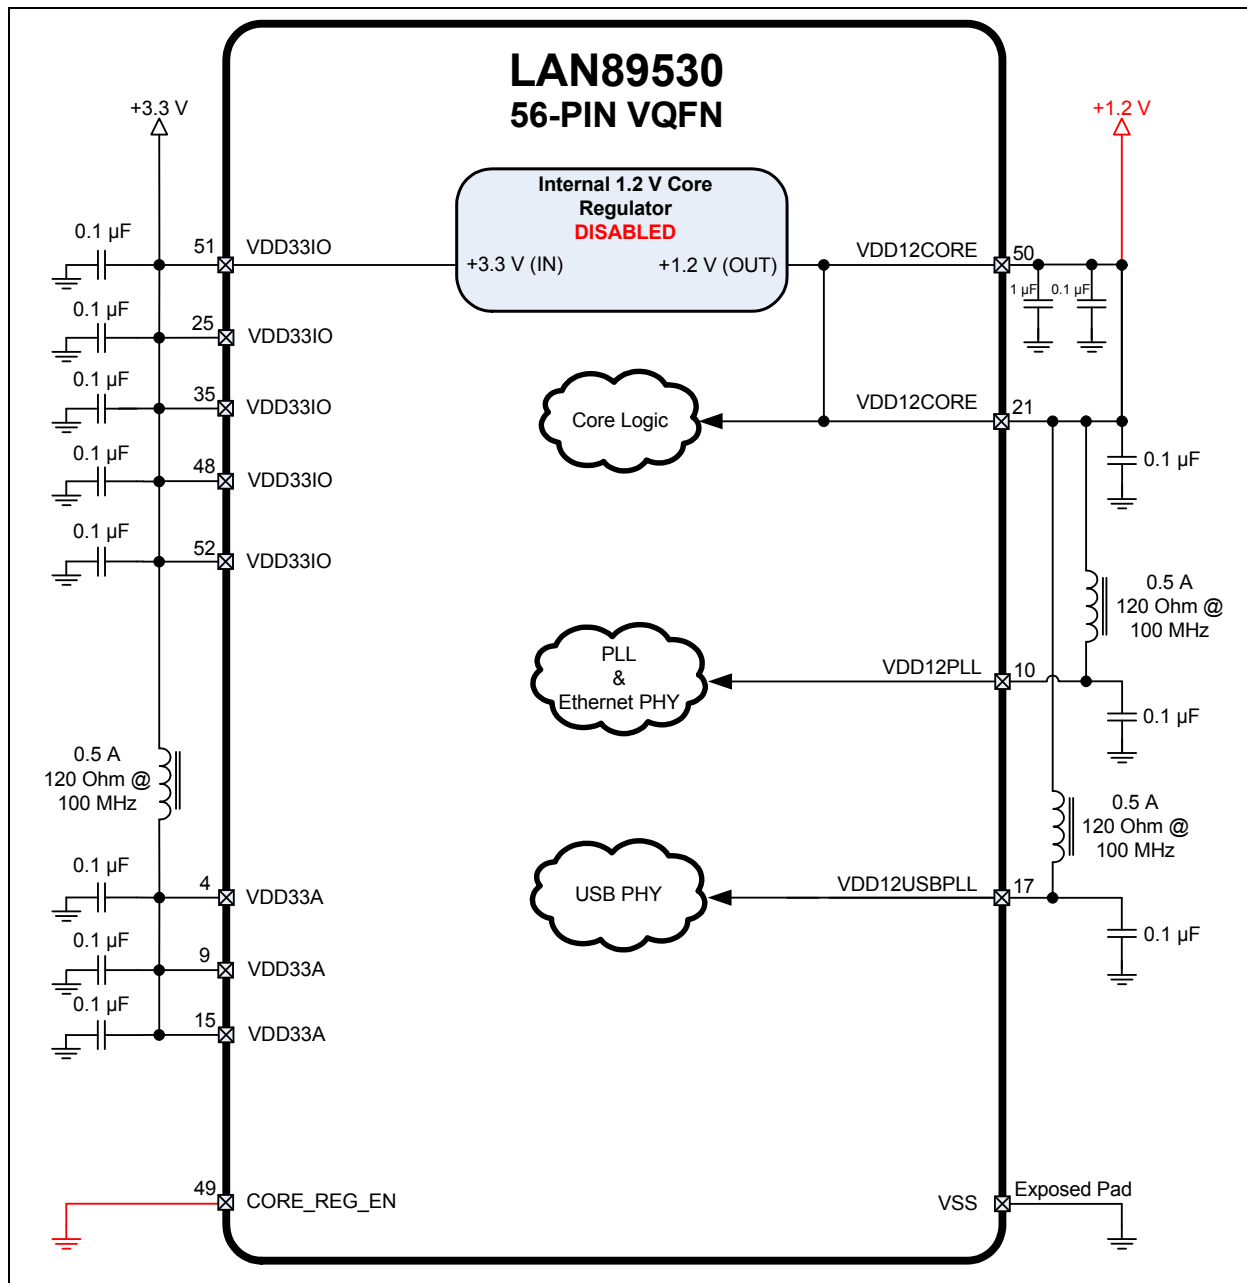 LAN89530
56-PIN VQFN
+3.3 V
+1.2 V
Internal 1.2 V Core
Regulator
DISABLED
+3.3 V (IN)
+1.2 V (OUT)
0.1 µF
51
VDD33IO
VDD12CORE
50
1 µF
0.1 µF
0.1 µF
25
VDD33IO
0.1 µF
35
VDD33IO
Core Logic
VDD12CORE
21
0.1 µF
0.1 µF
48
VDD33IO
0.1 µF
52
VDD33IO
0.5 A
120 Ohm @
100 MHz
PLL
&
Ethernet PHY
VDD12PLL
10
0.1 µF
0.5 A
120 Ohm @
100 MHz
0.5 A
120 Ohm @
100 MHz
0.1 µF
4
VDD33A
USB PHY
VDD12USBPLL
17
0.1 µF
0.1 µF
9
VDD33A
0.1 µF
15
VDD33A
49
CORE_REG_EN
VSS
Exposed Pad